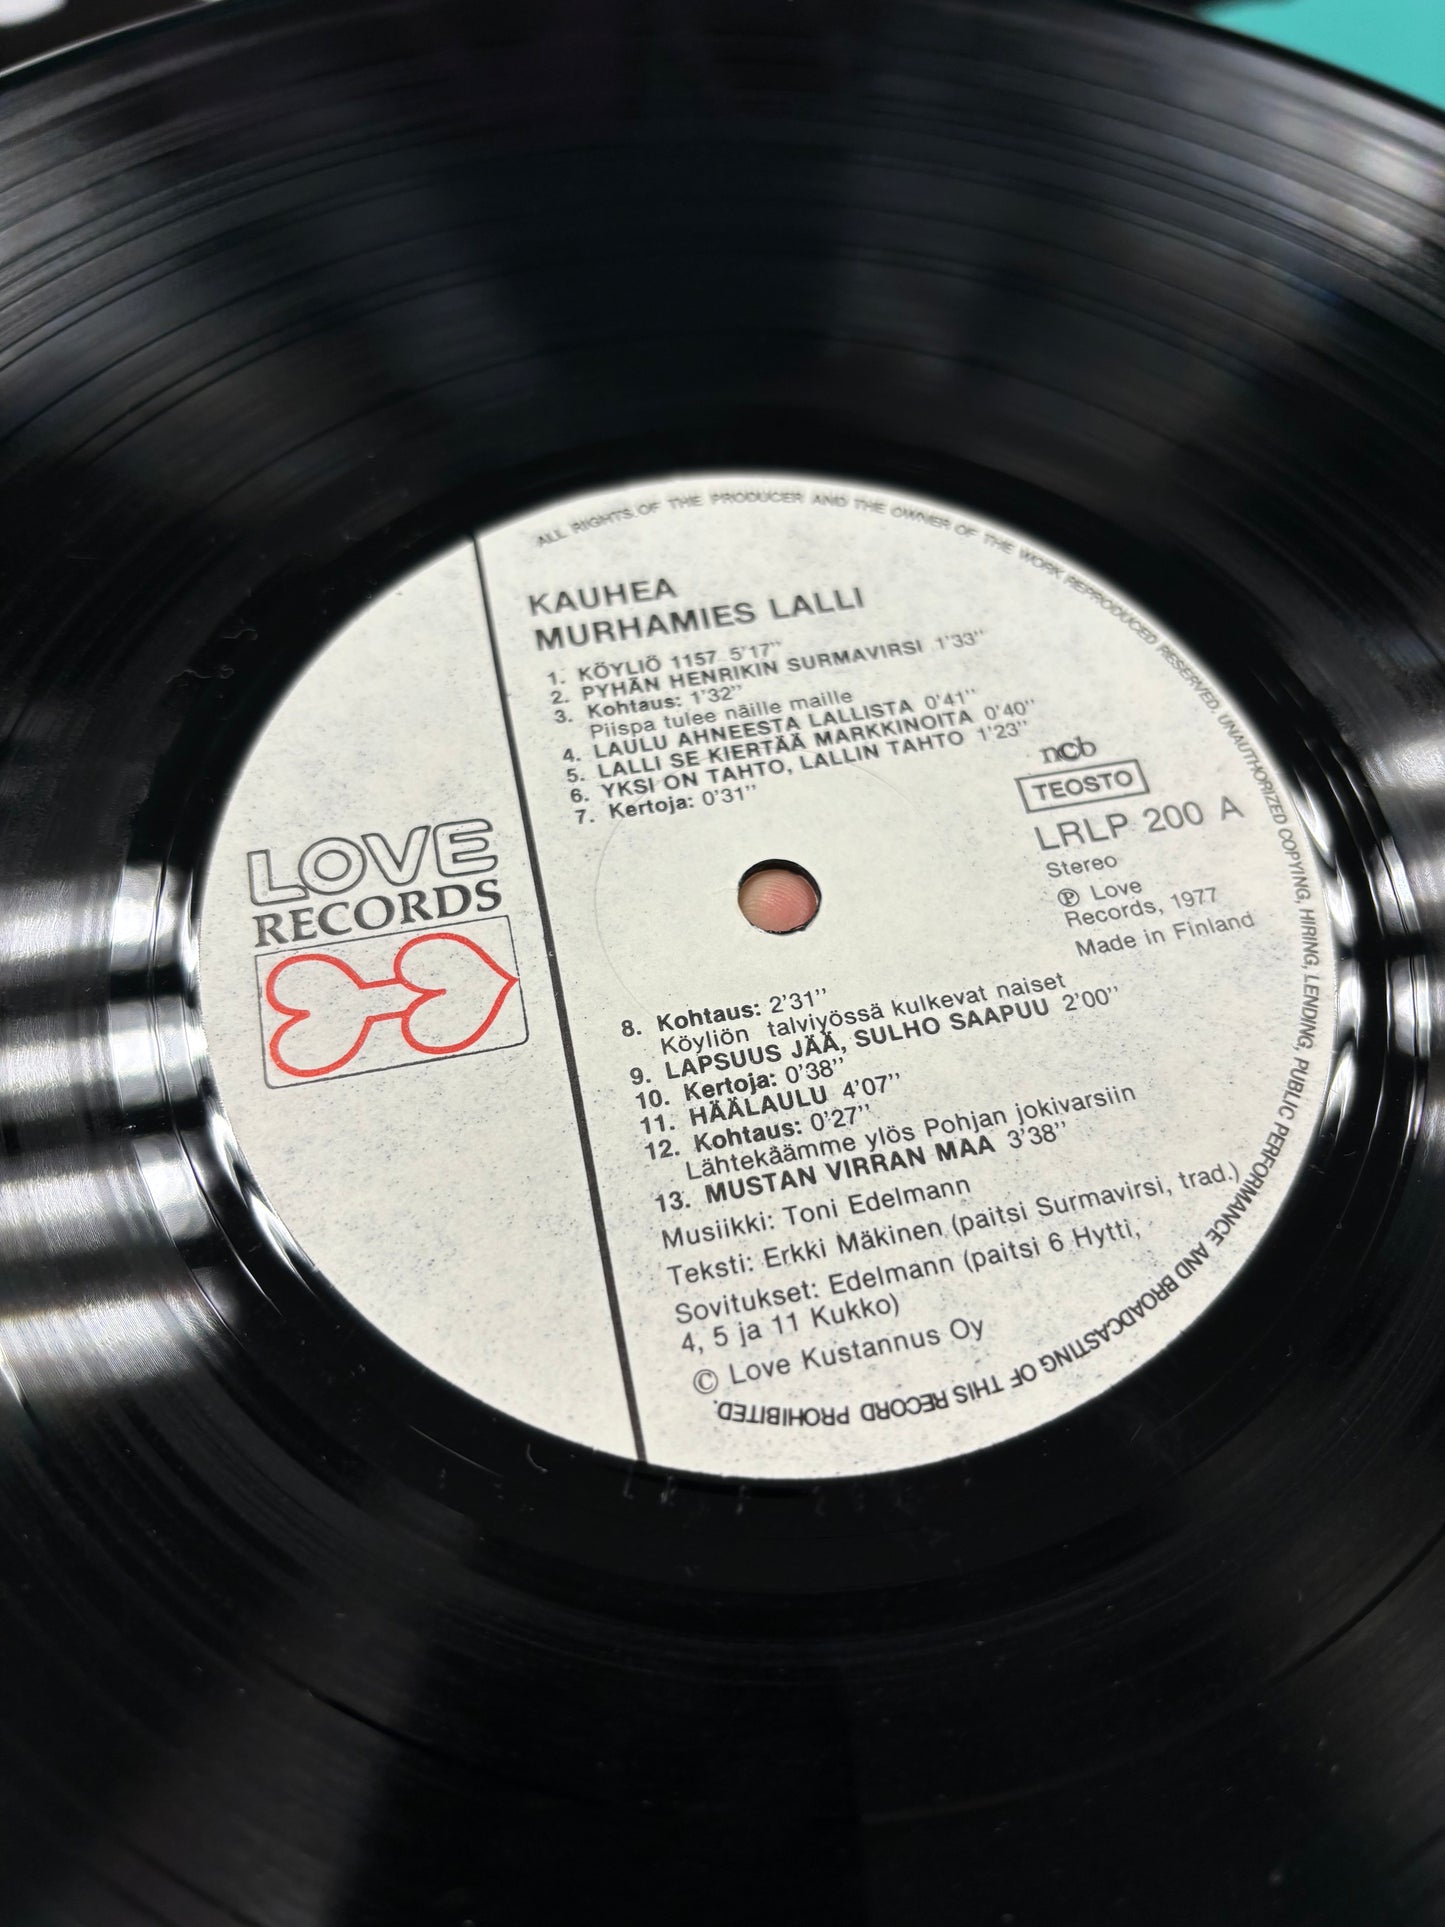 ALL RIGHTS OF THE PRODUCER AND THE OWNER OF THE WORK REPRODUCED RESERVED. UNAUTHORIZED COPYING, HIRING, LENDING, PUBLIC PERFORMANCE AND BROADCASTING OF THIS RECORD PROHIBITED.
KAUHEA
MURHAMIES LALLI
1. KÖYLIÖ 1157 5'17"
2. PYHÄN HENRIKIN SURMAVIRSI 1'33"
3. Kohtaus: 1'32"
Piispa tulee näille maille
4. LAULU AHNEESTA LALLISTA 0'41"
5. LALLI SE KIERTÄÄ MARKKINOITA 0'40"
6. YKSI ON TAHTO, LALLIN TAHTO 1'23"
7. Kertoja: 0'31"
ncb
TEOSTO
LRLP 200 A
Stereo
℗ Love
Records, 1977
Made in Finland
LOVE
RECORDS
8. Kohtaus: 2'31"
Köyliön talviyössä kulkevat naiset
9. LAPSUUS JÄÄ, SULHO SAAPUU 2'00"
10. Kertoja: 0'38"
11. HÄÄLAULU 4'07"
12. Kohtaus: 0'27"
Lähtekäämme ylös Pohjan jokivarsiin
13. MUSTAN VIRRAN MAA 3'38"
Musiikki: Toni Edelmann
Teksti: Erkki Mäkinen (paitsi Surmavirsi, trad.)
Sovitukset: Edelmann (paitsi 6 Hytti,
4, 5 ja 11 Kukko)
© Love Kustannus Oy